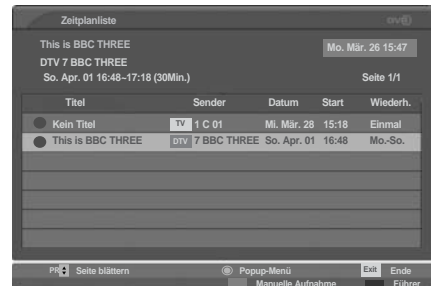 Zeitplanliste
This is BBC THREE Mo. Mär. 26 15:47
DTV 7 BBC THREE
So. Apr. 01 16:48~17:18 (30Min.) Seite 1/1
Titel Sender Datum Start Wiederh.
Kein Titel TV 1 C 01 Mi. Mär. 28 15:18 Einmal
This is BBC THREE DTV 7 BBC THREE So. Apr. 01 16:48 Mo.-So.
PR Seite blättern Popup-Menü Exit Ende
Manuelle Aufnahme Führer